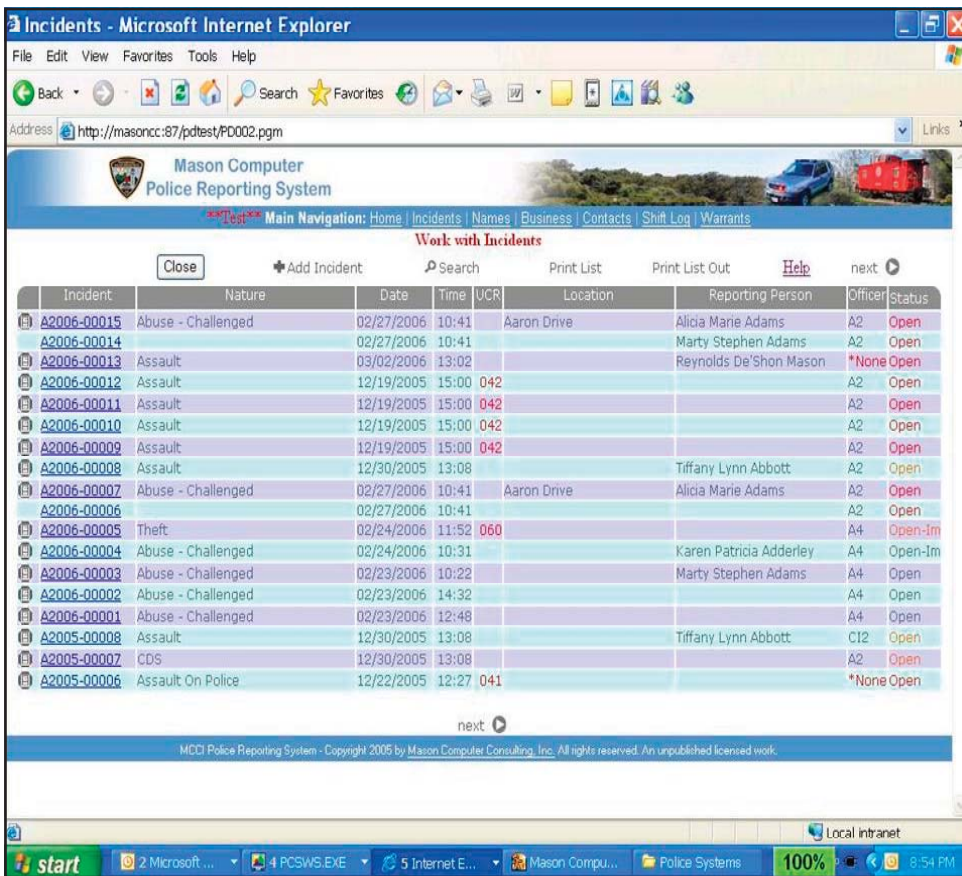 Incidents - Microsoft Internet Explorer
File Edit View Favorites Tools Help
Back Search Favorites
Address http://masoncc:87/pdtest/PD002.pgm Links
Mason Computer
Police Reporting System
**Test** Main Navigation: Home | Incidents | Names | Business | Contacts | Shift Log | Warrants
Work with Incidents
Close Add Incident Search Print List Print List Out Help next
Incident Nature Date Time UCR Location Reporting Person Officer Status
A2006-00015 Abuse - Challenged 02/27/2006 10:41 Aaron Drive Alicia Marie Adams A2 Open
A2006-00014 02/27/2006 10:41 Marty Stephen Adams A2 Open
A2006-00013 Assault 03/02/2006 13:02 Reynolds De'Shon Mason *None Open
A2006-00012 Assault 12/19/2005 15:00 042 A2 Open
A2006-00011 Assault 12/19/2005 15:00 042 A2 Open
A2006-00010 Assault 12/19/2005 15:00 042 A2 Open
A2006-00009 Assault 12/19/2005 15:00 042 A2 Open
A2006-00008 Assault 12/30/2005 13:08 Tiffany Lynn Abbott A2 Open
A2006-00007 Abuse - Challenged 02/27/2006 10:41 Aaron Drive Alicia Marie Adams A2 Open
A2006-00006 02/27/2006 10:41 A2 Open
A2006-00005 Theft 02/24/2006 11:52 060 A4 Open-Im
A2006-00004 Abuse - Challenged 02/24/2006 10:31 Karen Patricia Adderley A4 Open-Im
A2006-00003 Abuse - Challenged 02/23/2006 10:22 Marty Stephen Adams A4 Open
A2006-00002 Abuse - Challenged 02/23/2006 14:32 A4 Open
A2006-00001 Abuse - Challenged 02/23/2006 12:48 A4 Open
A2005-00008 Assault 12/30/2005 13:08 Tiffany Lynn Abbott CI2 Open
A2005-00007 CDS 12/30/2005 13:08 A2 Open
A2005-00006 Assault On Police 12/22/2005 12:27 041 *None Open
next
MCCI Police Reporting System - Copyright 2005 by Mason Computer Consulting, Inc. All rights reserved. An unpublished licensed work.
Local intranet
start 2 Microsoft ... 4 PCSWS.EXE 5 Internet E... Mason Compu... Police Systems 100% 8:54 PM